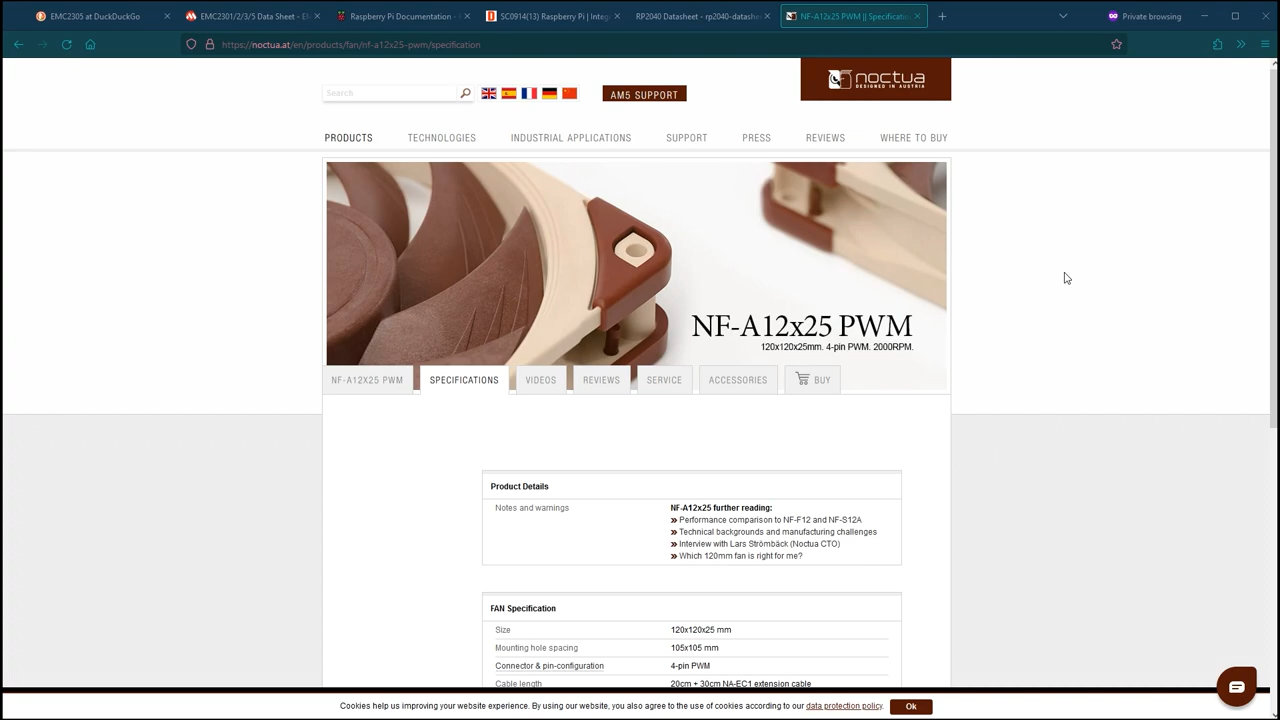 EMC2305 at DuckDuckGo
EMC2301/2/3/5 Data Sheet - EM
Raspberry Pi Documentation - F
SC0914(13) Raspberry Pi | Integ
RP2040 Datasheet - rp2040-datashe
NF-A12x25 PWM || Specificatio
Private browsing
https://noctua.at/en/products/fan/nf-a12x25-pwm/specification
Search
AM5 SUPPORT
noctua
DESIGNED IN AUSTRIA
PRODUCTS
TECHNOLOGIES
INDUSTRIAL APPLICATIONS
SUPPORT
PRESS
REVIEWS
WHERE TO BUY
NF-A12x25 PWM
120x120x25mm. 4-pin PWM. 2000RPM.
NF-A12X25 PWM
SPECIFICATIONS
VIDEOS
REVIEWS
SERVICE
ACCESSORIES
BUY
Product Details
Notes and warnings
NF-A12x25 further reading:
Performance comparison to NF-F12 and NF-S12A
Technical backgrounds and manufacturing challenges
Interview with Lars Strömbäck (Noctua CTO)
Which 120mm fan is right for me?
FAN Specification
Size 120x120x25 mm
Mounting hole spacing 105x105 mm
Connector & pin-configuration 4-pin PWM
Cable length 20cm + 30cm NA-EC1 extension cable
Cookies help us improving your website experience. By using our website, you also agree to the use of cookies according to our data protection policy.
Ok